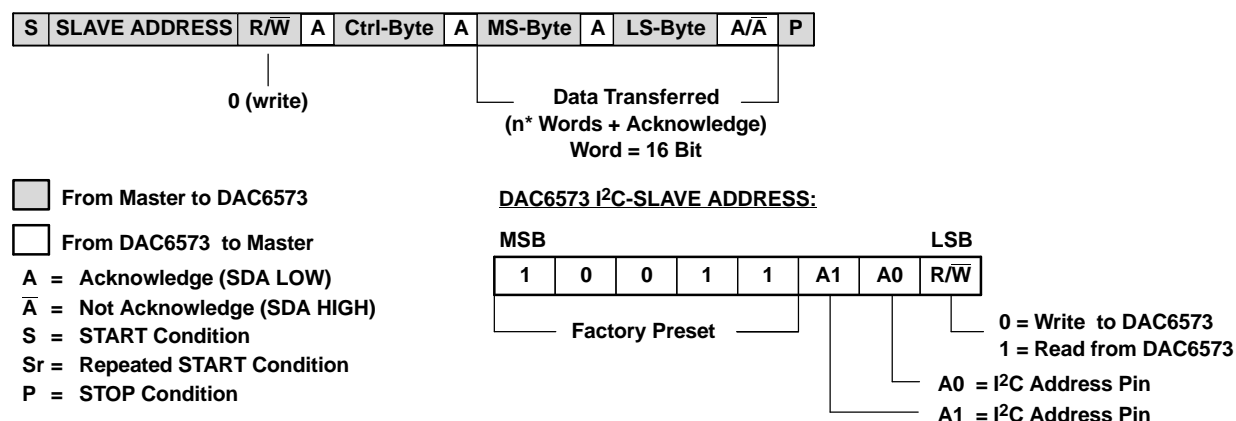 S SLAVE ADDRESS R/W̅ A Ctrl-Byte A MS-Byte A LS-Byte A/A̅ P
0 (write)
Data Transferred
(n* Words + Acknowledge)
Word = 16 Bit
From Master to DAC6573
From DAC6573 to Master
A = Acknowledge (SDA LOW)
A̅ = Not Acknowledge (SDA HIGH)
S = START Condition
Sr = Repeated START Condition
P = STOP Condition
DAC6573 I²C-SLAVE ADDRESS:
MSB LSB
1 0 0 1 1 A1 A0 R/W̅
Factory Preset
0 = Write to DAC6573
1 = Read from DAC6573
A0 = I²C Address Pin
A1 = I²C Address Pin